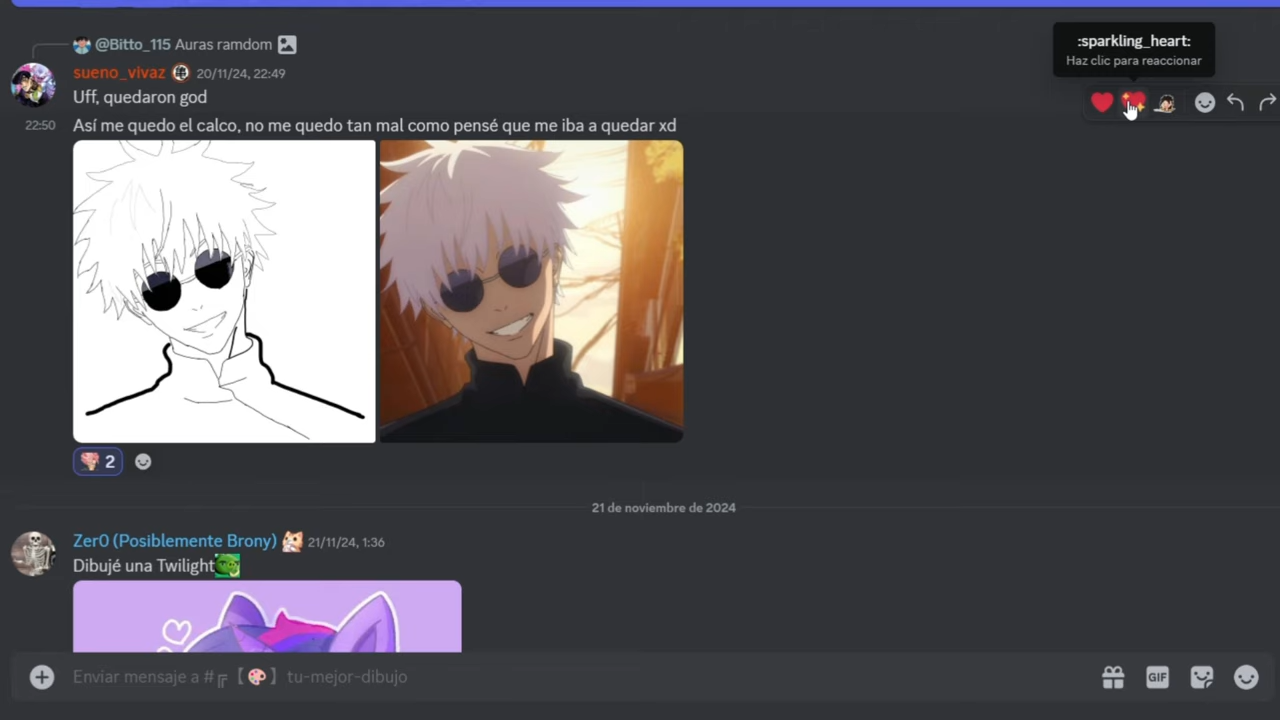 @Bitto_115 Auras ramdom
:sparkling_heart:
Haz clic para reaccionar
sueno_vivaz 20/11/24, 22:49
Uff, quedaron god
22:50 Así me quedo el calco, no me quedo tan mal como pensé que me iba a quedar xd
2
21 de noviembre de 2024
Zer0 (Posiblemente Brony) 21/11/24, 1:36
Dibujé una Twilight
Enviar mensaje a #╔【🎨】tu-mejor-dibujo
GIF